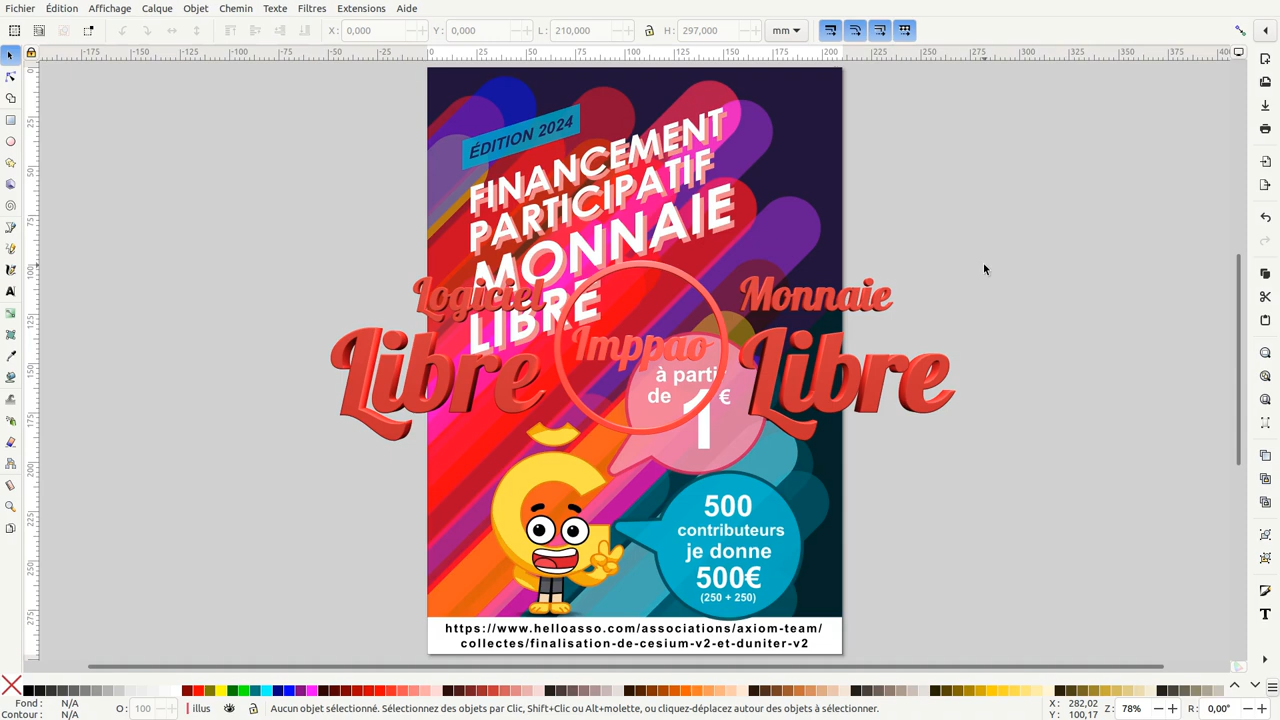 Fichier Édition Affichage Calque Objet Chemin Texte Filtres Extensions Aide
X: 0,000 Y: 0,000 L: 210,000 H: 297,000 mm
ÉDITION 2024
FINANCEMENT
PARTICIPATIF
MONNAIE
LIBRE
Logiciel
Libre
Imppao
Monnaie
Libre
à partir
de 1€
500
contributeurs
je donne
500€
(250 + 250)
https://www.helloasso.com/associations/axiom-team/
collectes/finalisation-de-cesium-v2-et-duniter-v2
Fond : N/A
Contour : N/A
O: 100
illus
Aucun objet sélectionné. Sélectionnez des objets par Clic, Shift+Clic ou Alt+molette, ou cliquez-déplacez autour des objets à sélectionner.
X: 282,02
Y: 100,17
Z: 78%
R: 0,00°